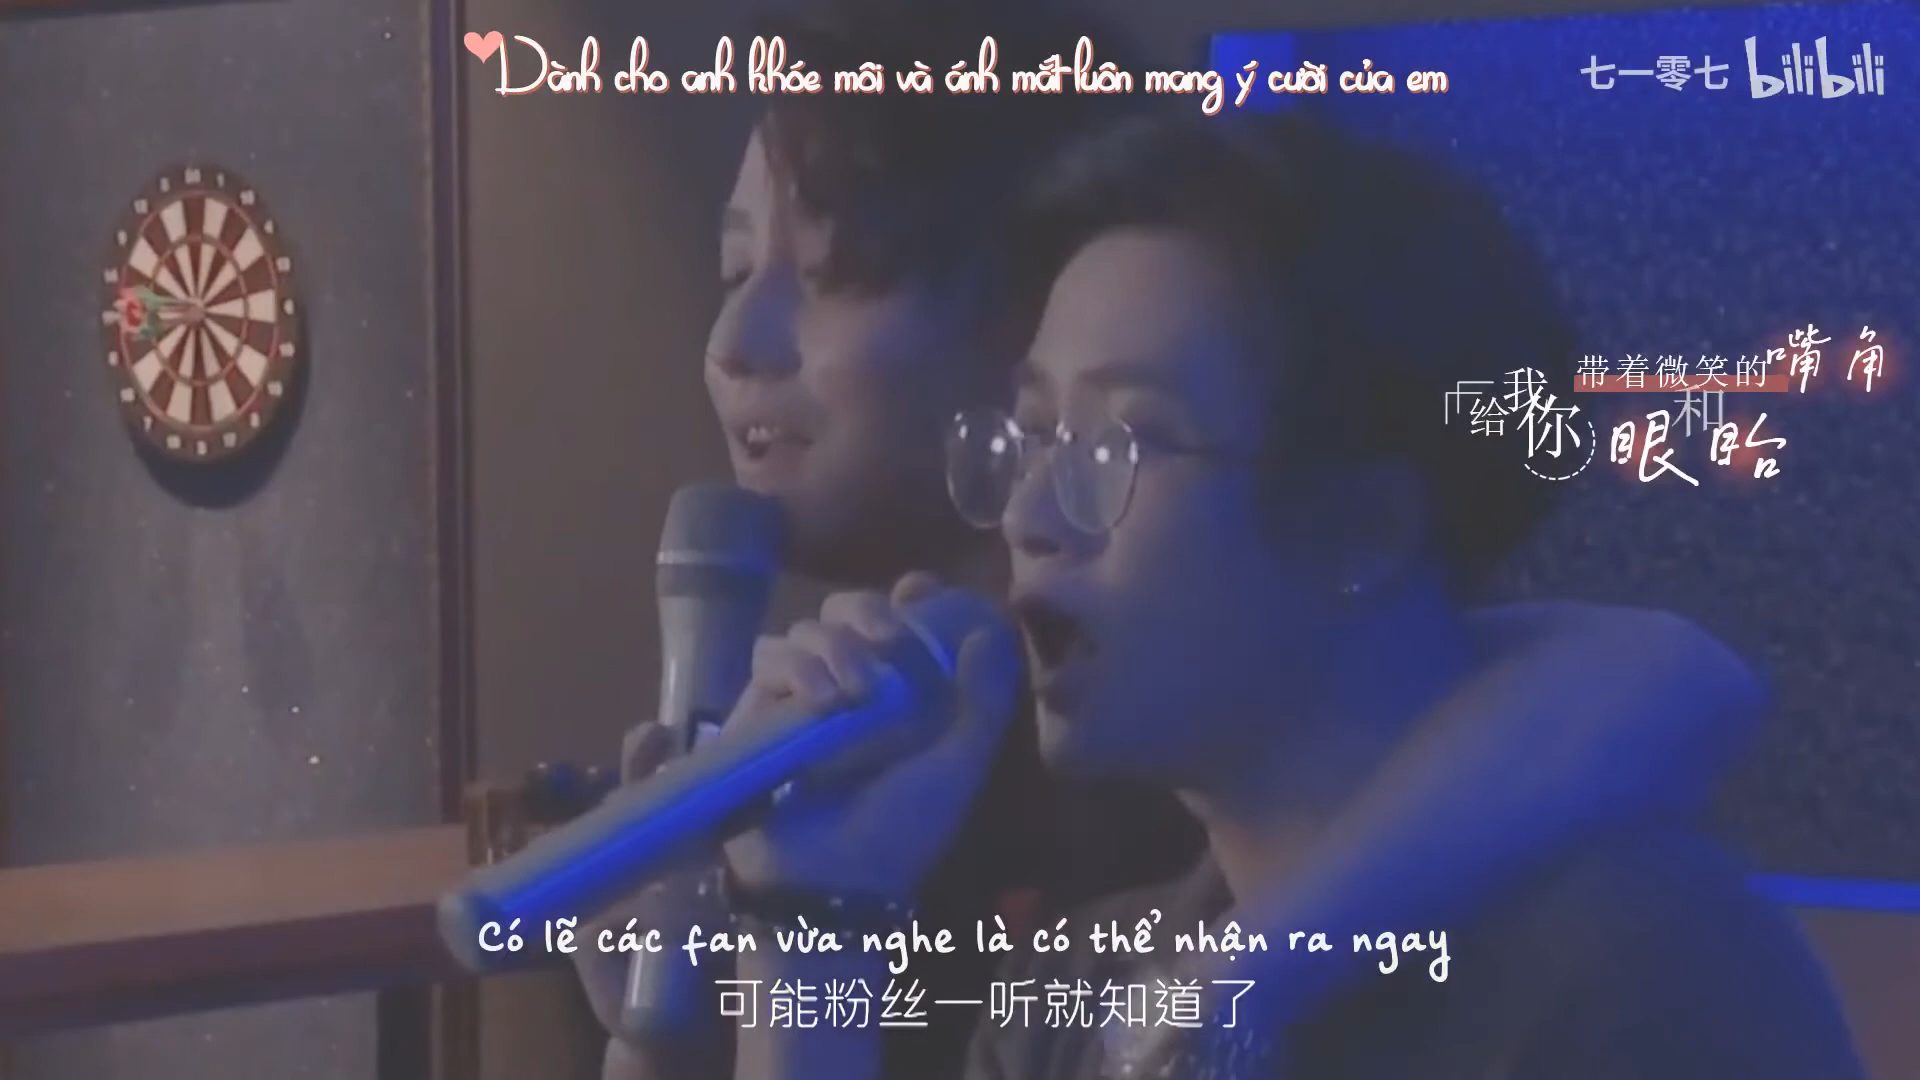 Dành cho anh khóe môi và ánh mắt luôn mang ý cười của em
七一零七 bilibili
带着微笑的嘴角
给我你和
眼眙
Có lẽ các fan vừa nghe là có thể nhận ra ngay
可能粉丝一听就知道了